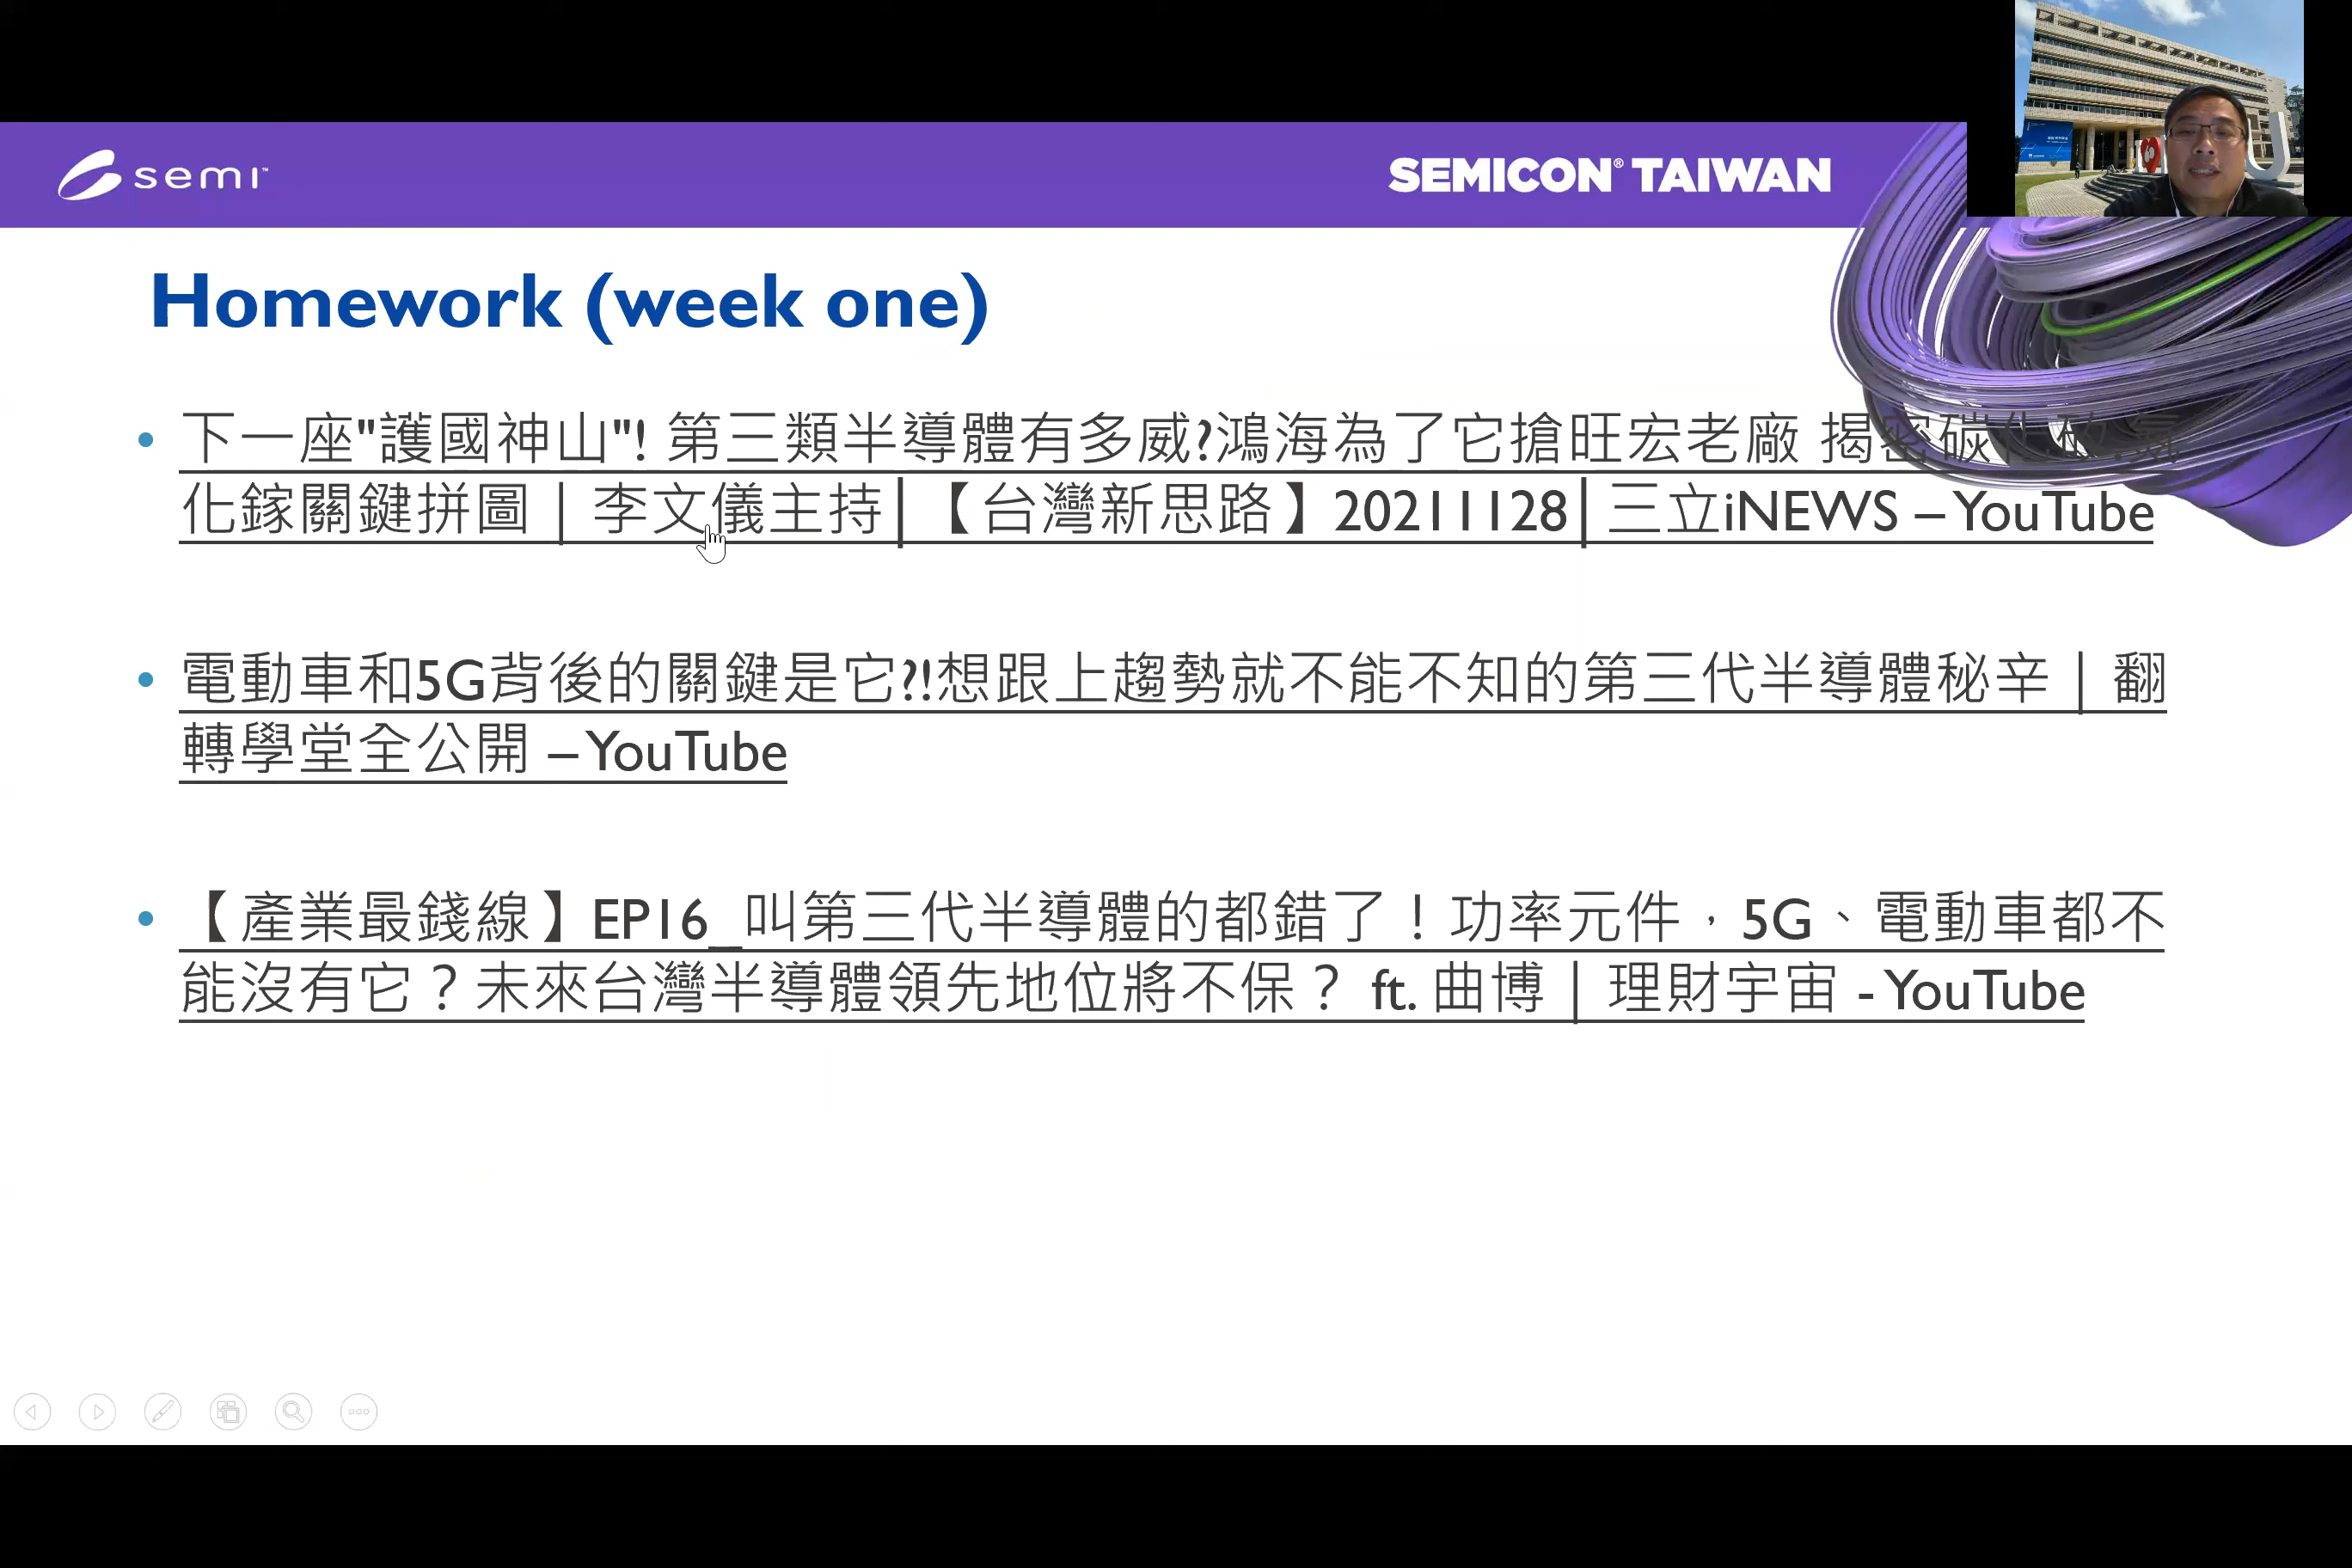 semi™
SEMICON® TAIWAN
U
Homework (week one)
下一座"護國神山"! 第三類半導體有多威?鴻海為了它搶旺宏老廠 揭密碳化矽.氮
化鎵關鍵拼圖 | 李文儀主持|【台灣新思路】20211128| 三立iNEWS – YouTube
電動車和5G背後的關鍵是它?!想跟上趨勢就不能不知的第三代半導體秘辛 | 翻
轉學堂全公開 – YouTube
【產業最錢線】EP16_叫第三代半導體的都錯了！功率元件，5G、電動車都不
能沒有它？未來台灣半導體領先地位將不保？ ft. 曲博 | 理財宇宙 - YouTube